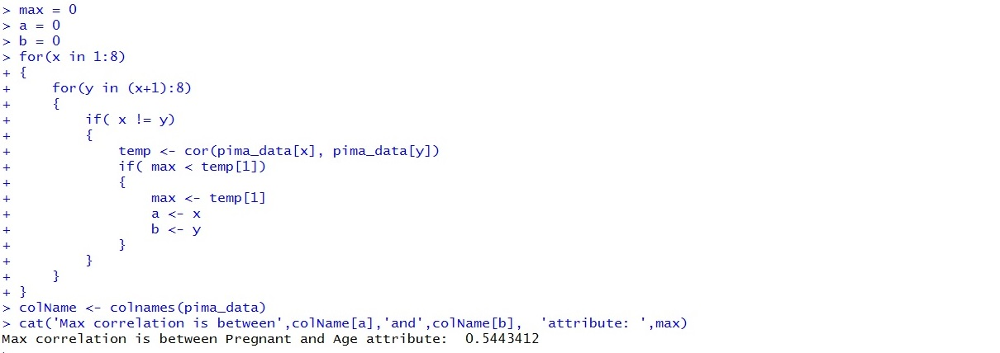 > max = 0
> a = 0
> b = 0
> for(x in 1:8)
+ {
+     for(y in (x+1):8)
+     {
+         if( x != y)
+         {
+             temp <- cor(pima_data[x], pima_data[y])
+             if( max < temp[1])
+             {
+                 max <- temp[1]
+                 a <- x
+                 b <- y
+             }
+         }
+     }
+ }
> colName <- colnames(pima_data)
> cat('Max correlation is between',colName[a],'and',colName[b],  'attribute: ',max)
Max correlation is between Pregnant and Age attribute:  0.5443412